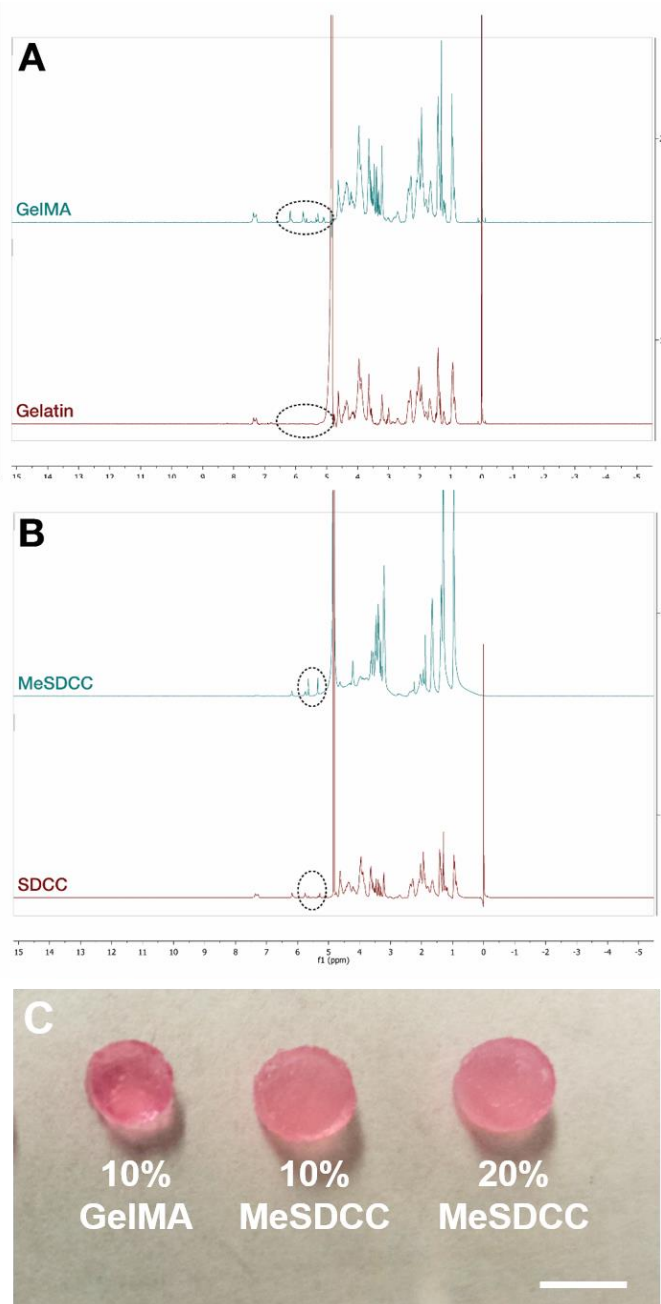 A
GelMA
Gelatin
15 14 13 12 11 10 9 8 7 6 5 4 3 2 1 0 -1 -2 -3 -4 -5
B
MeSDCC
SDCC
15 14 13 12 11 10 9 8 7 6 5 4 3 2 1 0 -1 -2 -3 -4 -5
f1 (ppm)
C
10% 10% 20%
GelMA MeSDCC MeSDCC